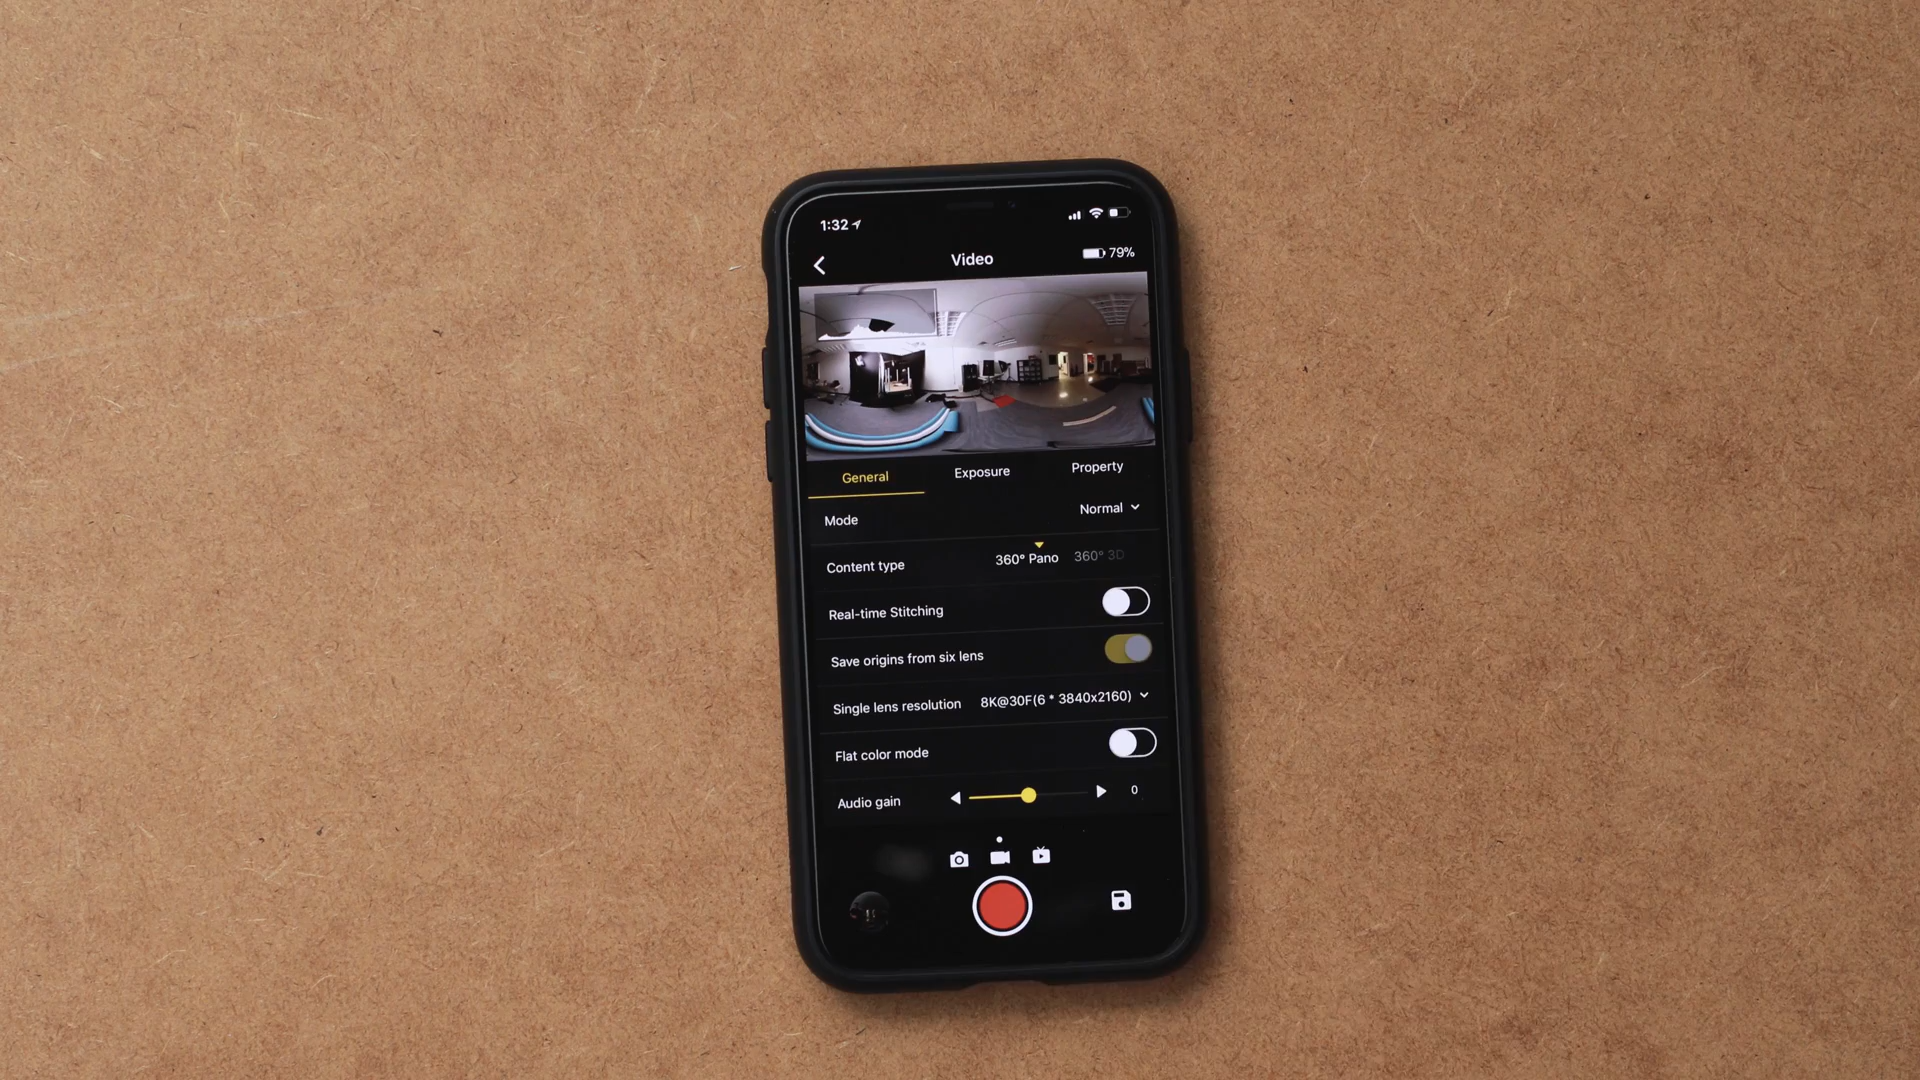 1:32
Video 79%
General Exposure Property
Mode Normal
Content type 360° Pano 360° 3D
Real-time Stitching
Save origins from six lens
Single lens resolution 8K@30F(6 * 3840x2160)
Flat color mode
Audio gain 0